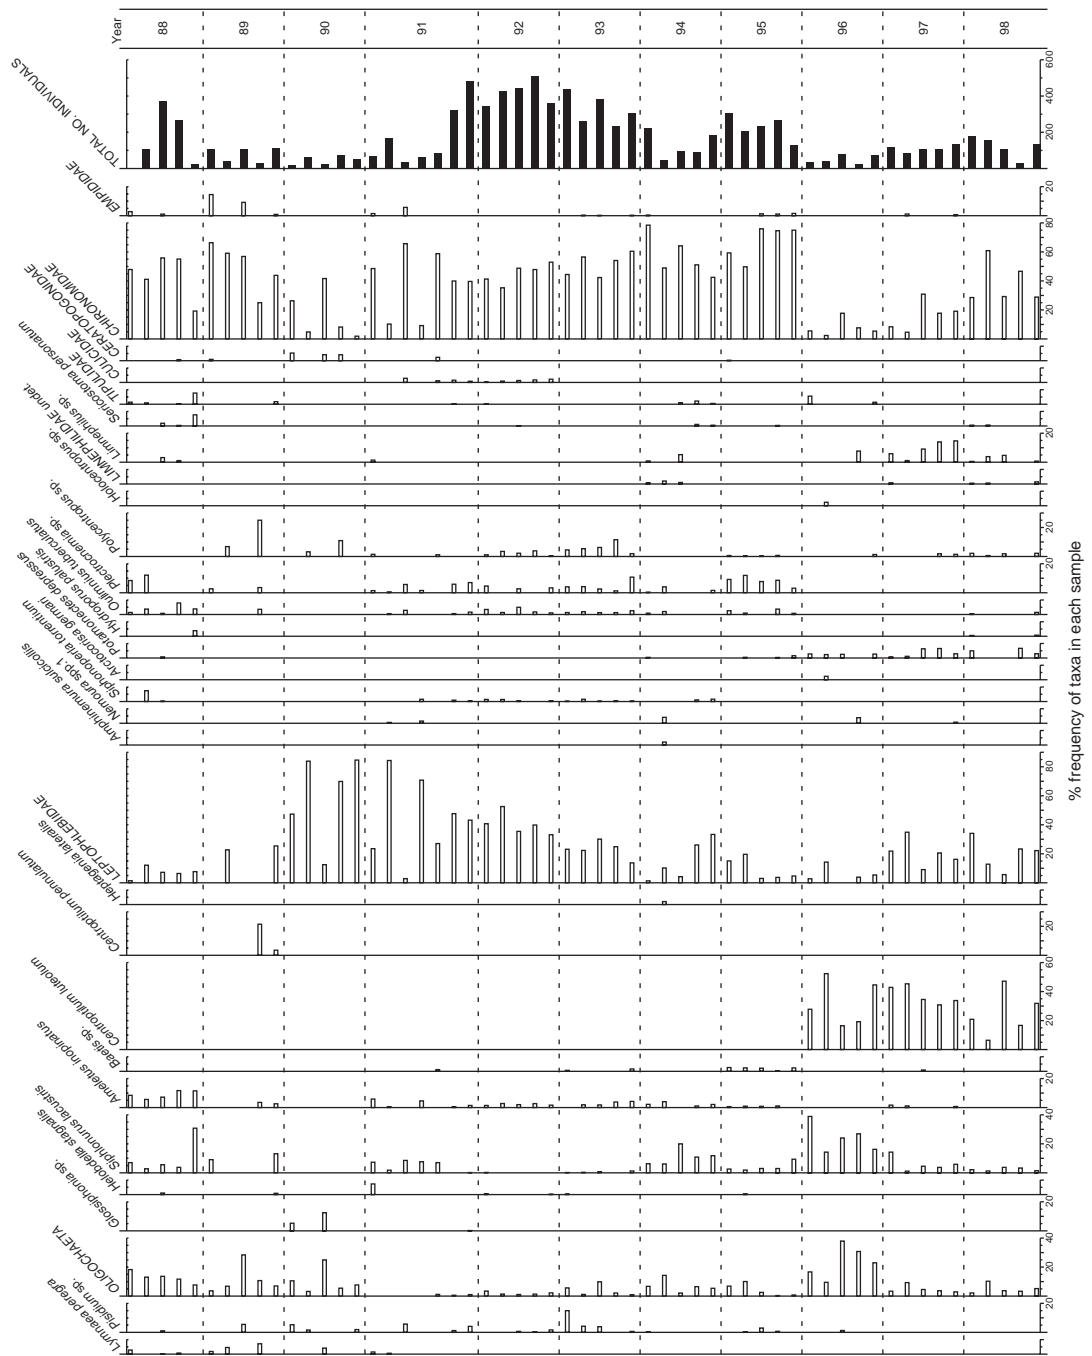 Year
88
89
90
91
92
93
94
95
96
97
98
TOTAL NO. INDIVIDUALS
200
400
600
EMPIDIDAE
20
CHIRONOMIDAE
20
40
60
80
CERATOPOGONIDAE
CULICIDAE
TIPULIDAE
Sericostoma personatum
Limnephilus sp.
20
LIMNEPHILIDAE undet.
Holocentropus sp.
Polycentropus sp.
20
Plectrocnemia sp.
20
Oulimnius tuberculatus
Hydroporus palustris
Potamonectes depressus
Arctocorisa germari
Siphonoperla torrentium
Nemoura spp.1
Amphinemura sulcicollis
LEPTOPHLEBIIDAE
20
40
60
80
Heptagenia lateralis
Centroptilum pennulatum
20
Centroptilum luteolum
20
40
60
Baetis sp.
Ameletus inopinatus
20
Siphlonurus lacustris
20
40
Helobdella stagnalis
Glossiphonia sp.
20
OLIGOCHAETA
20
40
Pisidium sp.
20
Lymnaea peregra
% frequency of taxa in each sample